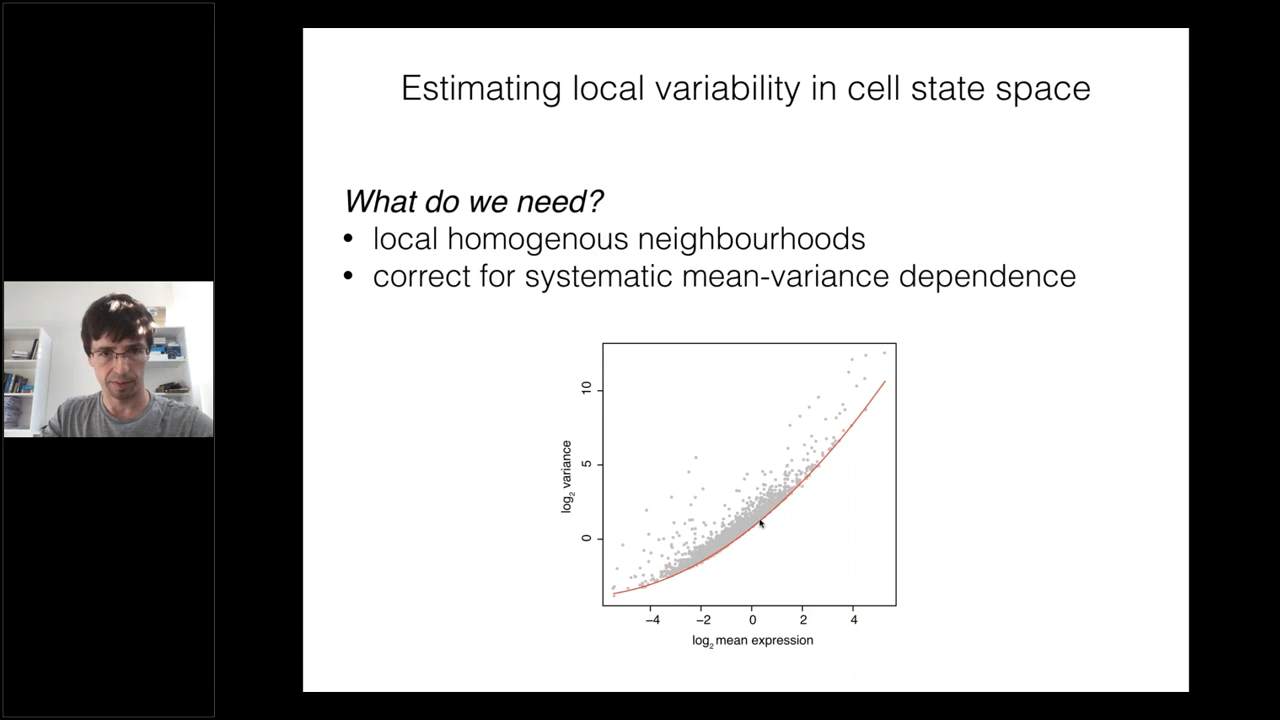 Estimating local variability in cell state space
What do we need?
• local homogenous neighbourhoods
• correct for systematic mean-variance dependence
10
5
0
log2 variance
−4 −2 0 2 4
log2 mean expression